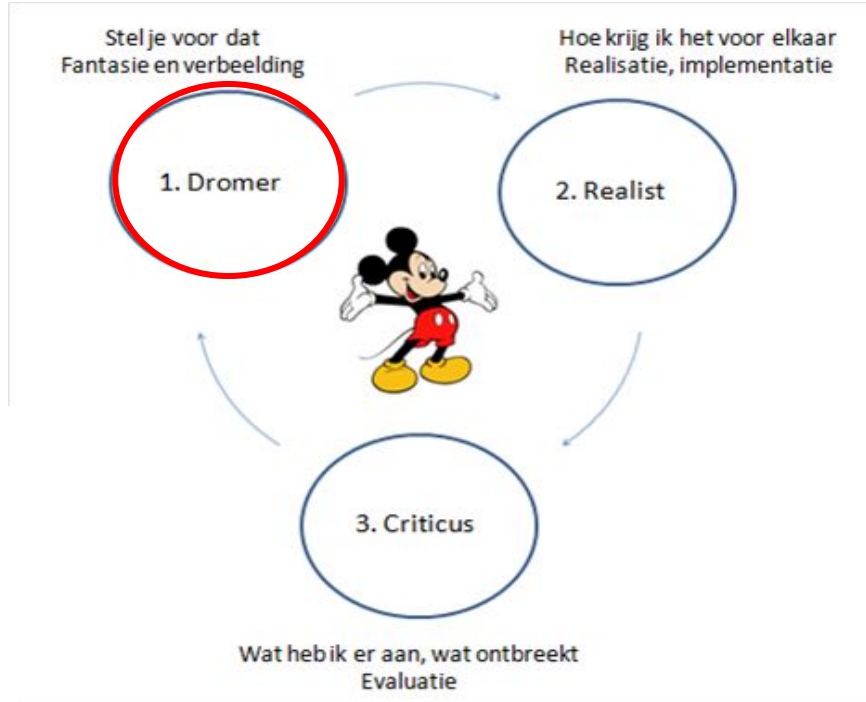 Stel je voor dat
Fantasie en verbeelding
Hoe krijg ik het voor elkaar
Realisatie, implementatie
1. Dromer
2. Realist
3. Criticus
Wat heb ik er aan, wat ontbreekt
Evaluatie